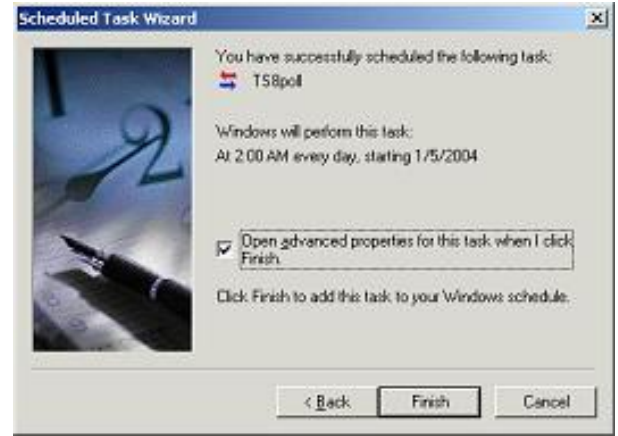 Scheduled Task Wizard
You have successfully scheduled the following task:
TS8poll
Windows will perform this task:
At 2:00 AM every day, starting 1/5/2004
Open advanced properties for this task when I click
Finish.
Click Finish to add this task to your Windows schedule.
< Back
Finish
Cancel